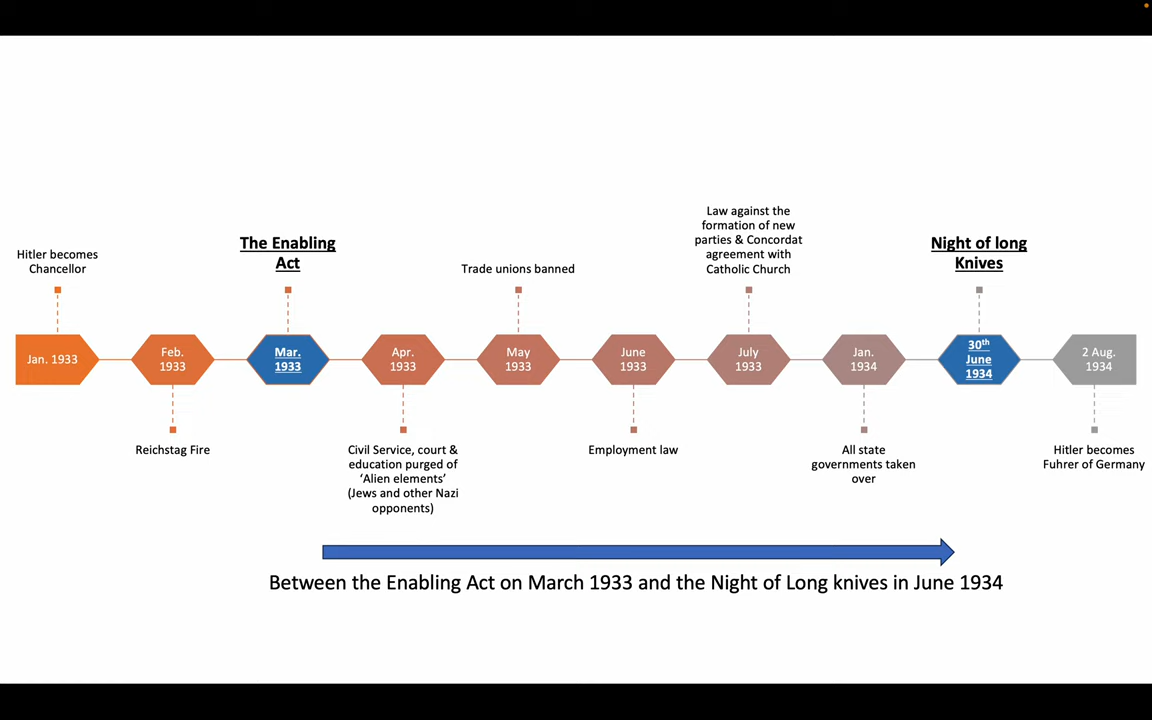 Law against the
formation of new
parties & Concordat
agreement with
Catholic Church
Hitler becomes
Chancellor
The Enabling
Act
Trade unions banned
Night of long
Knives
Jan. 1933
Feb.
1933
Mar.
1933
Apr.
1933
May
1933
June
1933
July
1933
Jan.
1934
30th
June
1934
2 Aug.
1934
Reichstag Fire
Civil Service, court &
education purged of
‘Alien elements’
(Jews and other Nazi
opponents)
Employment law
All state
governments taken
over
Hitler becomes
Fuhrer of Germany
Between the Enabling Act on March 1933 and the Night of Long knives in June 1934